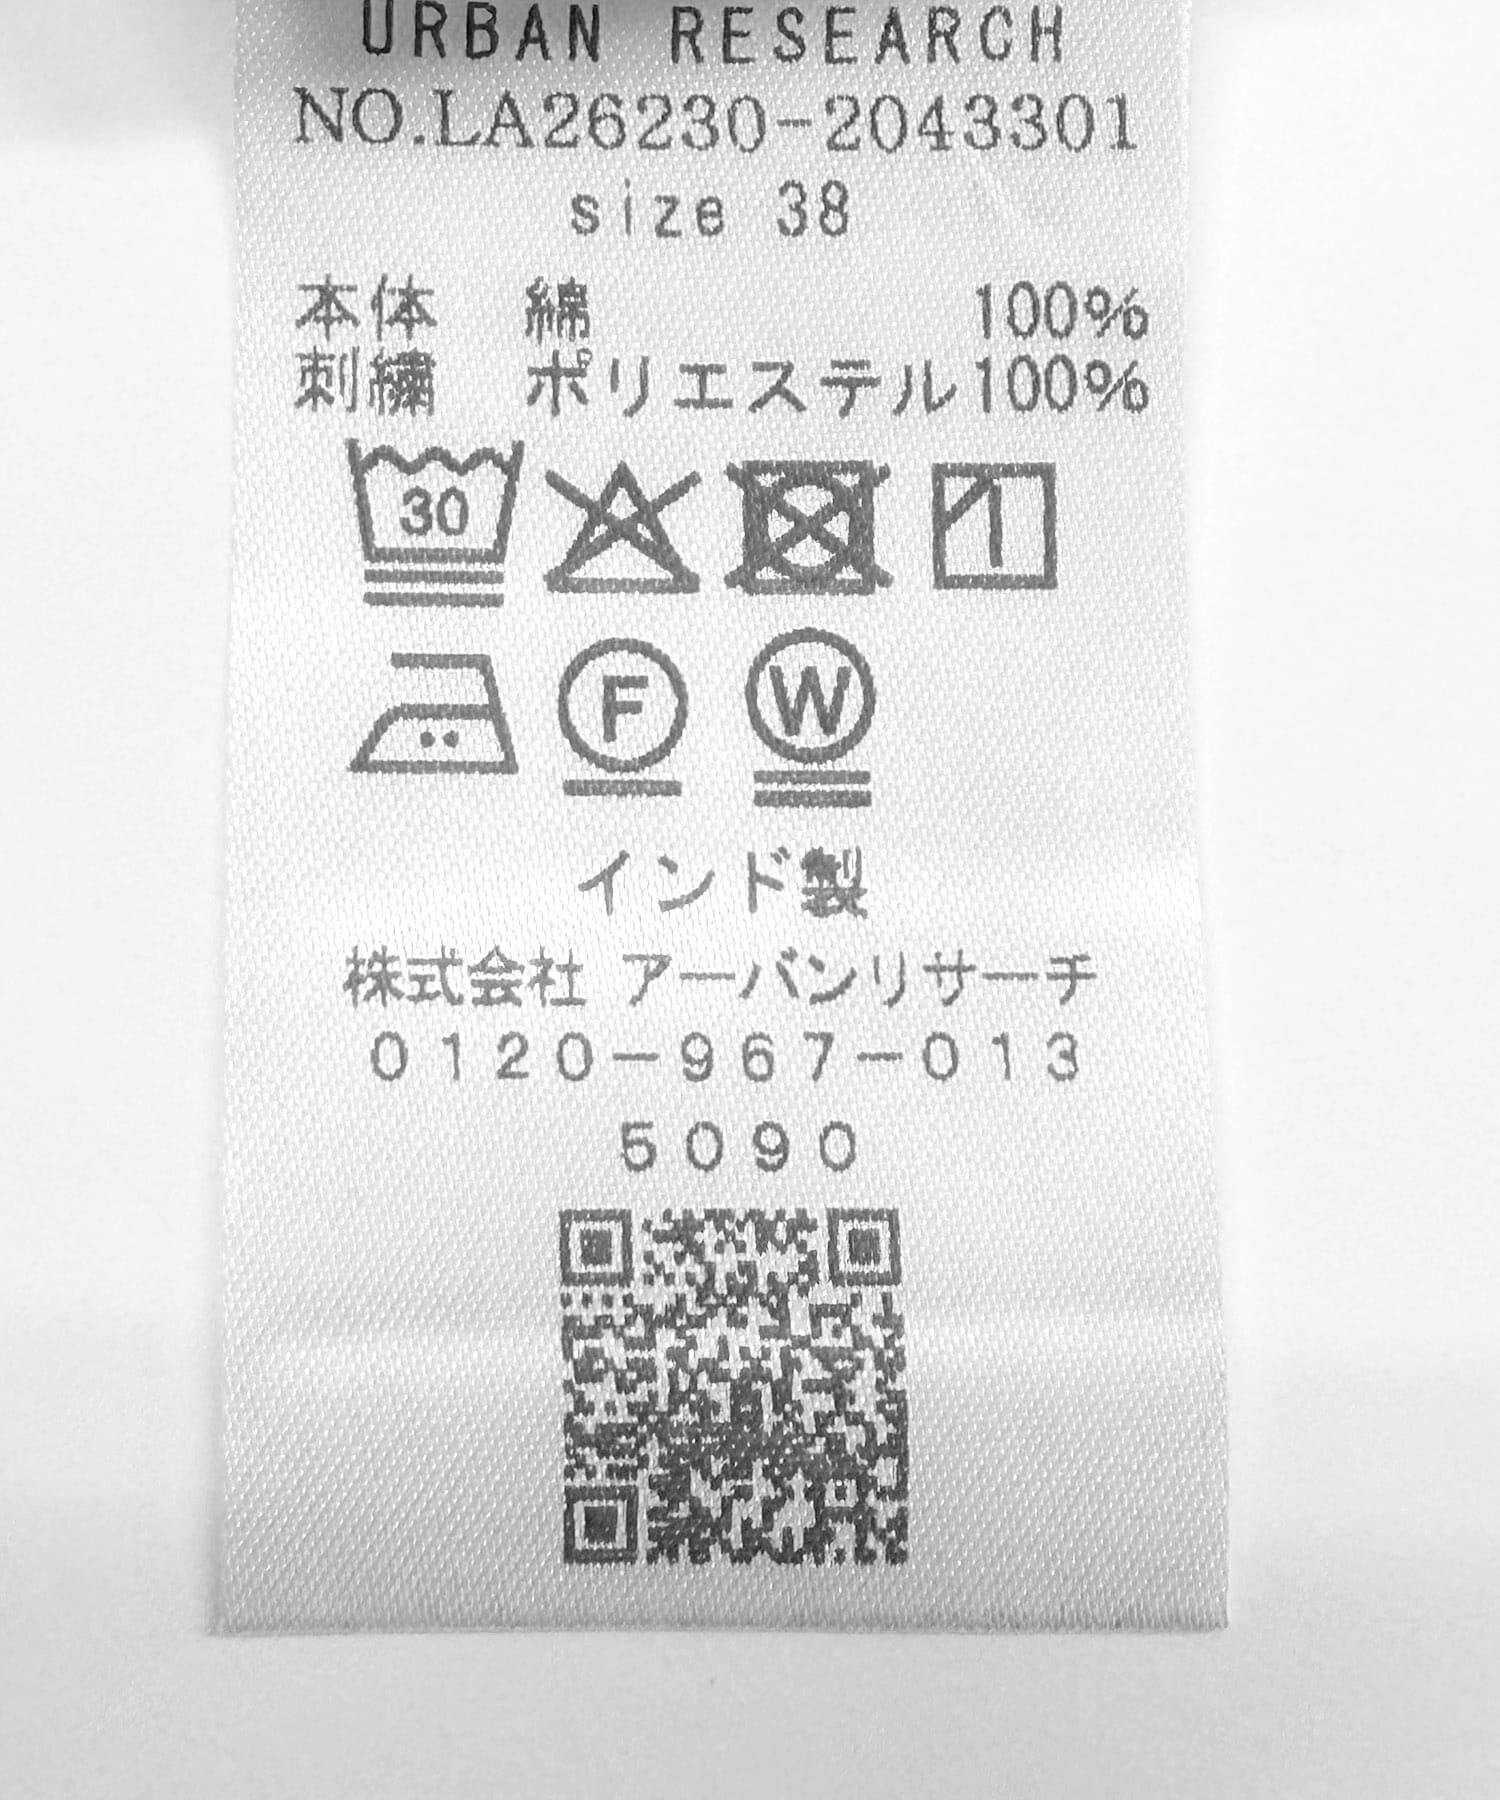 URBAN RESEARCH
NO.LA26230-2043301
size 38
本体 綿 100%
刺繍 ポリエステル100%
30
F W
インド製
株式会社 アーバンリサーチ
0120-967-013
5090